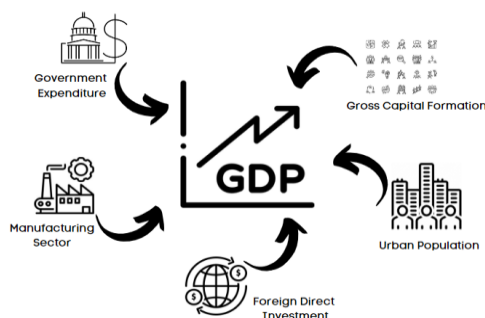 Government
Expenditure
$
Gross Capital Formation
GDP
Manufacturing
Sector
Urban Population
$
$
Foreign Direct
Investment